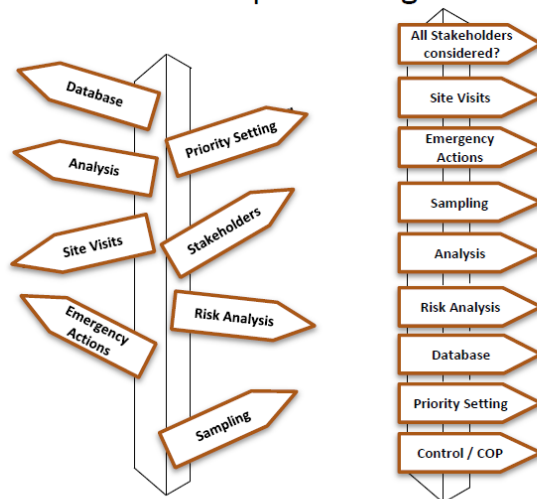 Database
Priority Setting
Analysis
Stakeholders
Site Visits
Emergency
Actions
Risk Analysis
Sampling
All Stakeholders
considered?
Site Visits
Emergency
Actions
Sampling
Analysis
Risk Analysis
Database
Priority Setting
Control / COP